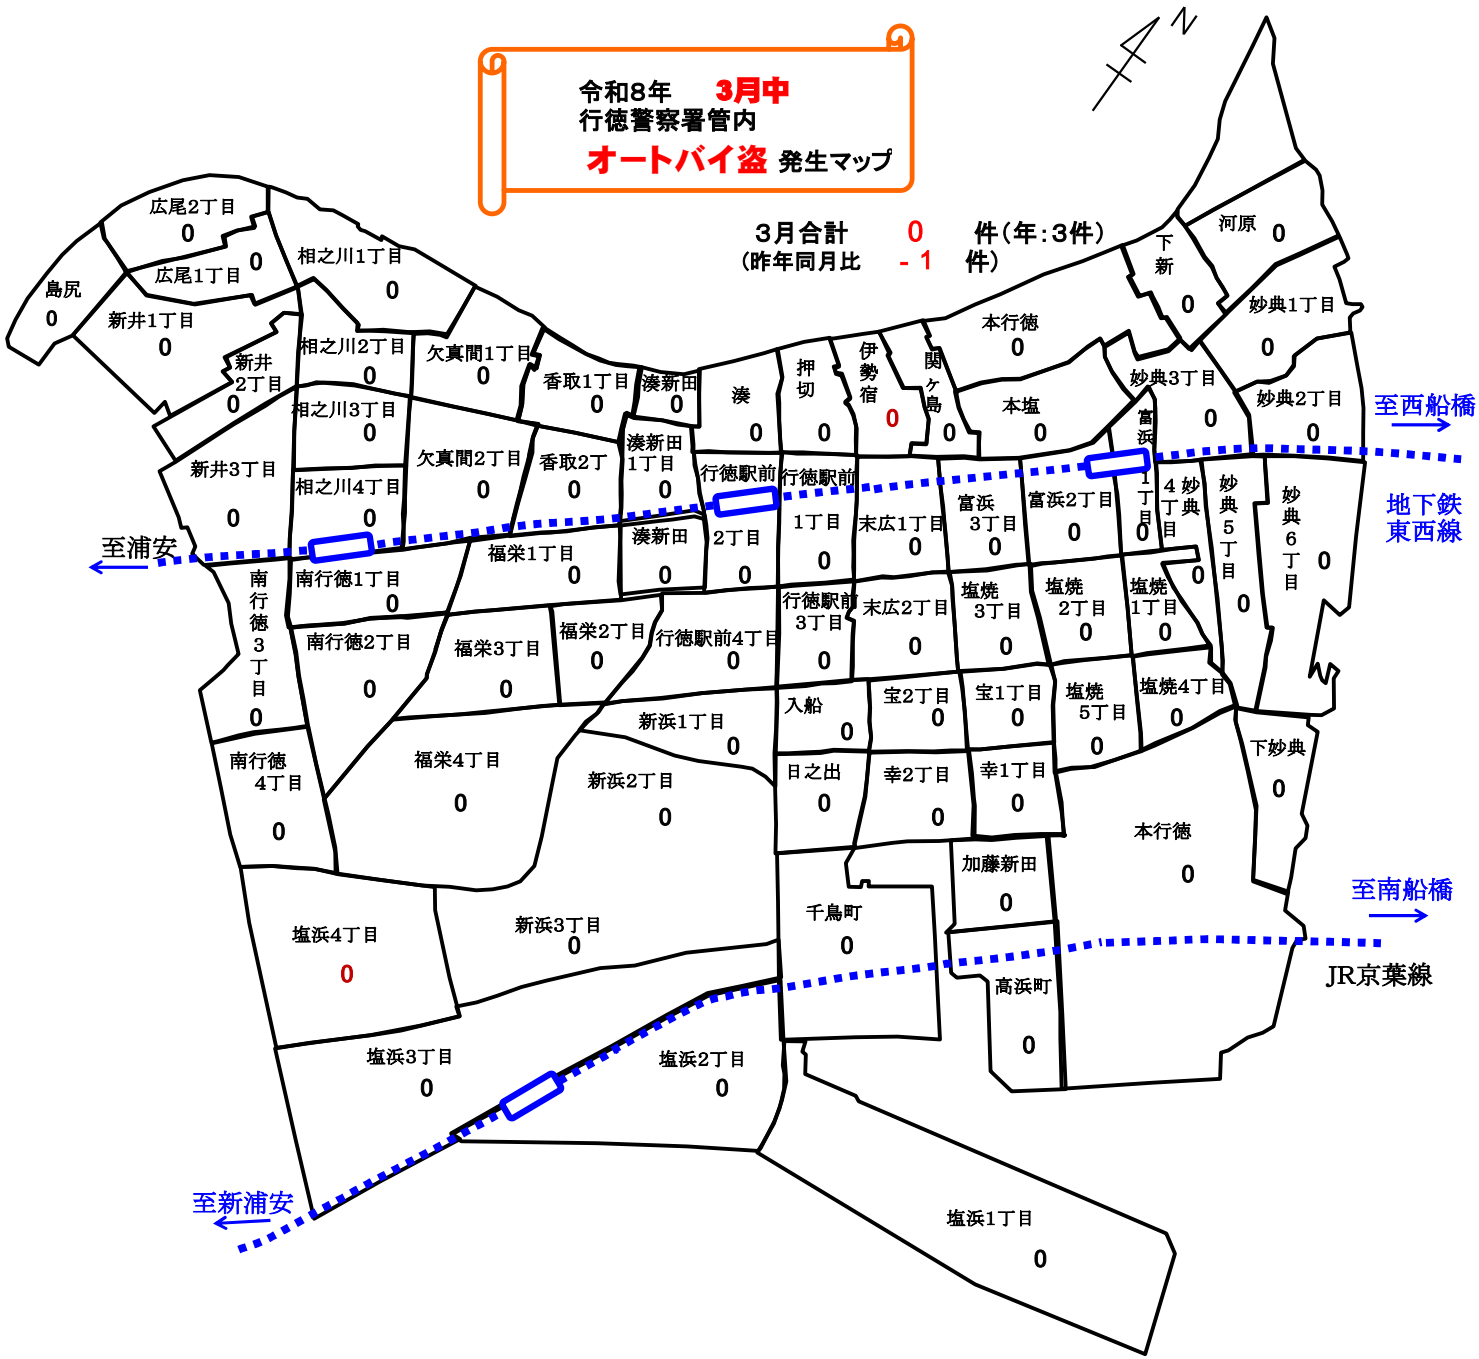 N
令和8年 3月中
行徳警察署管内
オートバイ盗 発生マップ
3月合計 0 件(年:3件)
(昨年同月比 -1 件)
広尾2丁目
0
広尾1丁目
0
島尻
0
相之川1丁目
0
新井1丁目
0
新井
2丁目
0
相之川2丁目
0
欠真間1丁目
0
香取1丁目
0
湊新田
0
湊
0
押切
0
伊勢宿
0
関ヶ島
0
本行徳
0
本塩
0
下新
0
河原
0
妙典1丁目
0
妙典2丁目
0
妙典3丁目
0
富浜1丁目
0
至西船橋
地下鉄
東西線
相之川3丁目
0
新井3丁目
0
相之川4丁目
0
欠真間2丁目
0
香取2丁
0
湊新田
1丁目
0
湊新田
0
行徳駅前
2丁目
0
行徳駅前
1丁目
0
末広1丁目
0
富浜
3丁目
0
富浜2丁目
0
妙典4丁目
0
妙典5丁目
0
妙典6丁目
0
至浦安
南行徳3丁目
0
南行徳1丁目
0
福栄1丁目
0
南行徳2丁目
0
福栄3丁目
0
福栄2丁目
0
行徳駅前4丁目
0
行徳駅前
3丁目
0
末広2丁目
0
塩焼
3丁目
0
塩焼
2丁目
0
塩焼
1丁目
0
南行徳
4丁目
0
福栄4丁目
0
新浜1丁目
0
新浜2丁目
0
入船
0
宝2丁目
0
宝1丁目
0
塩焼
5丁目
0
塩焼4丁目
0
下妙典
0
日之出
0
幸2丁目
0
幸1丁目
0
本行徳
0
加藤新田
0
千鳥町
0
新浜3丁目
0
塩浜4丁目
0
高浜町
0
至南船橋
JR京葉線
塩浜3丁目
0
塩浜2丁目
0
至新浦安
塩浜1丁目
0